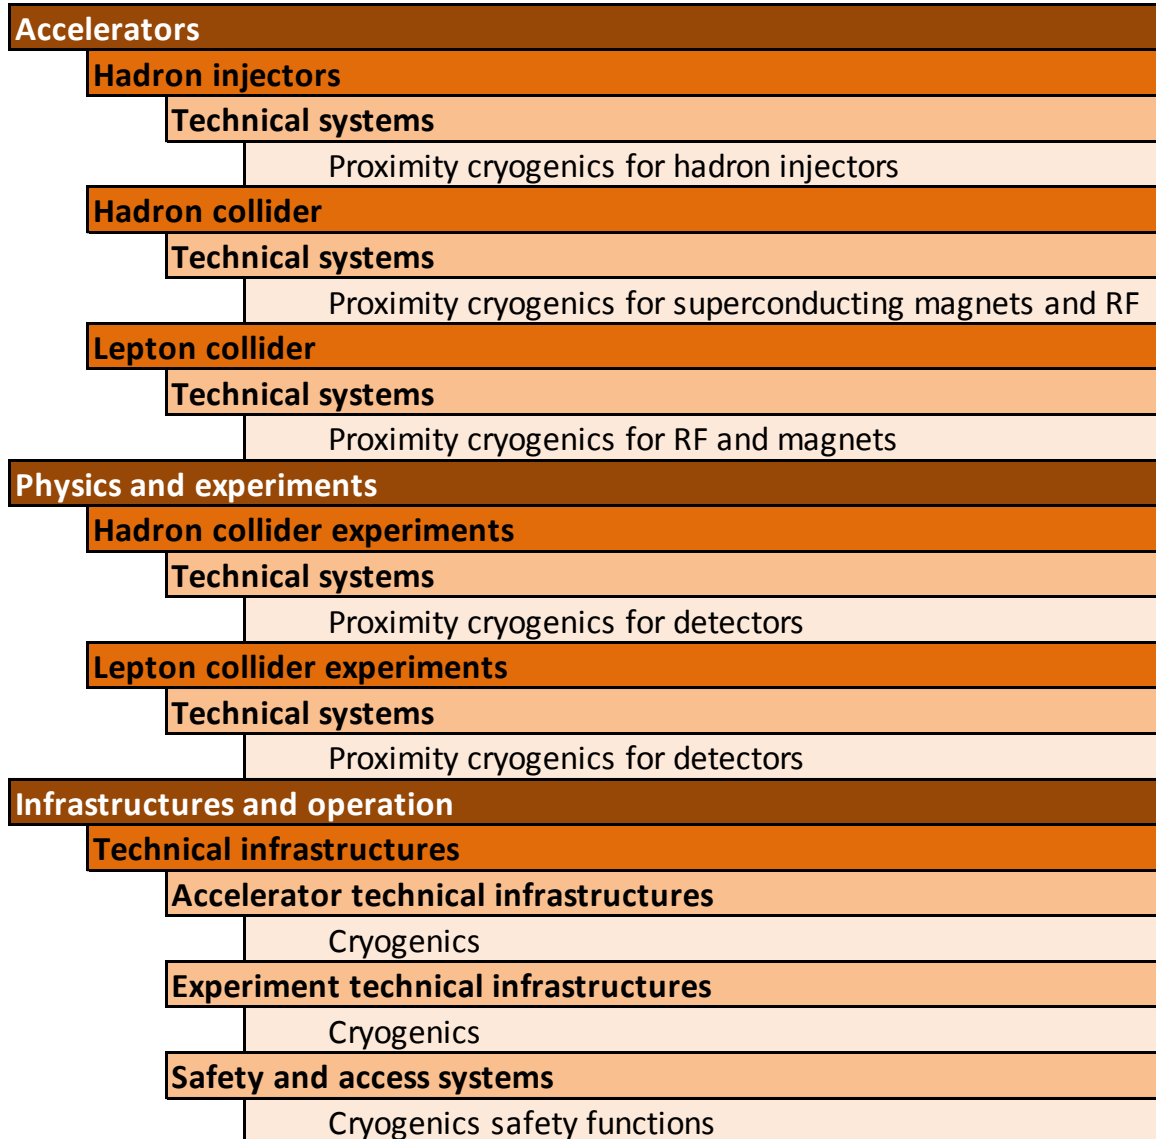 Accelerators
Hadron injectors
Technical systems
Proximity cryogenics for hadron injectors
Hadron collider
Technical systems
Proximity cryogenics for superconducting magnets and RF
Lepton collider
Technical systems
Proximity cryogenics for RF and magnets
Physics and experiments
Hadron collider experiments
Technical systems
Proximity cryogenics for detectors
Lepton collider experiments
Technical systems
Proximity cryogenics for detectors
Infrastructures and operation
Technical infrastructures
Accelerator technical infrastructures
Cryogenics
Experiment technical infrastructures
Cryogenics
Safety and access systems
Cryogenics safety functions